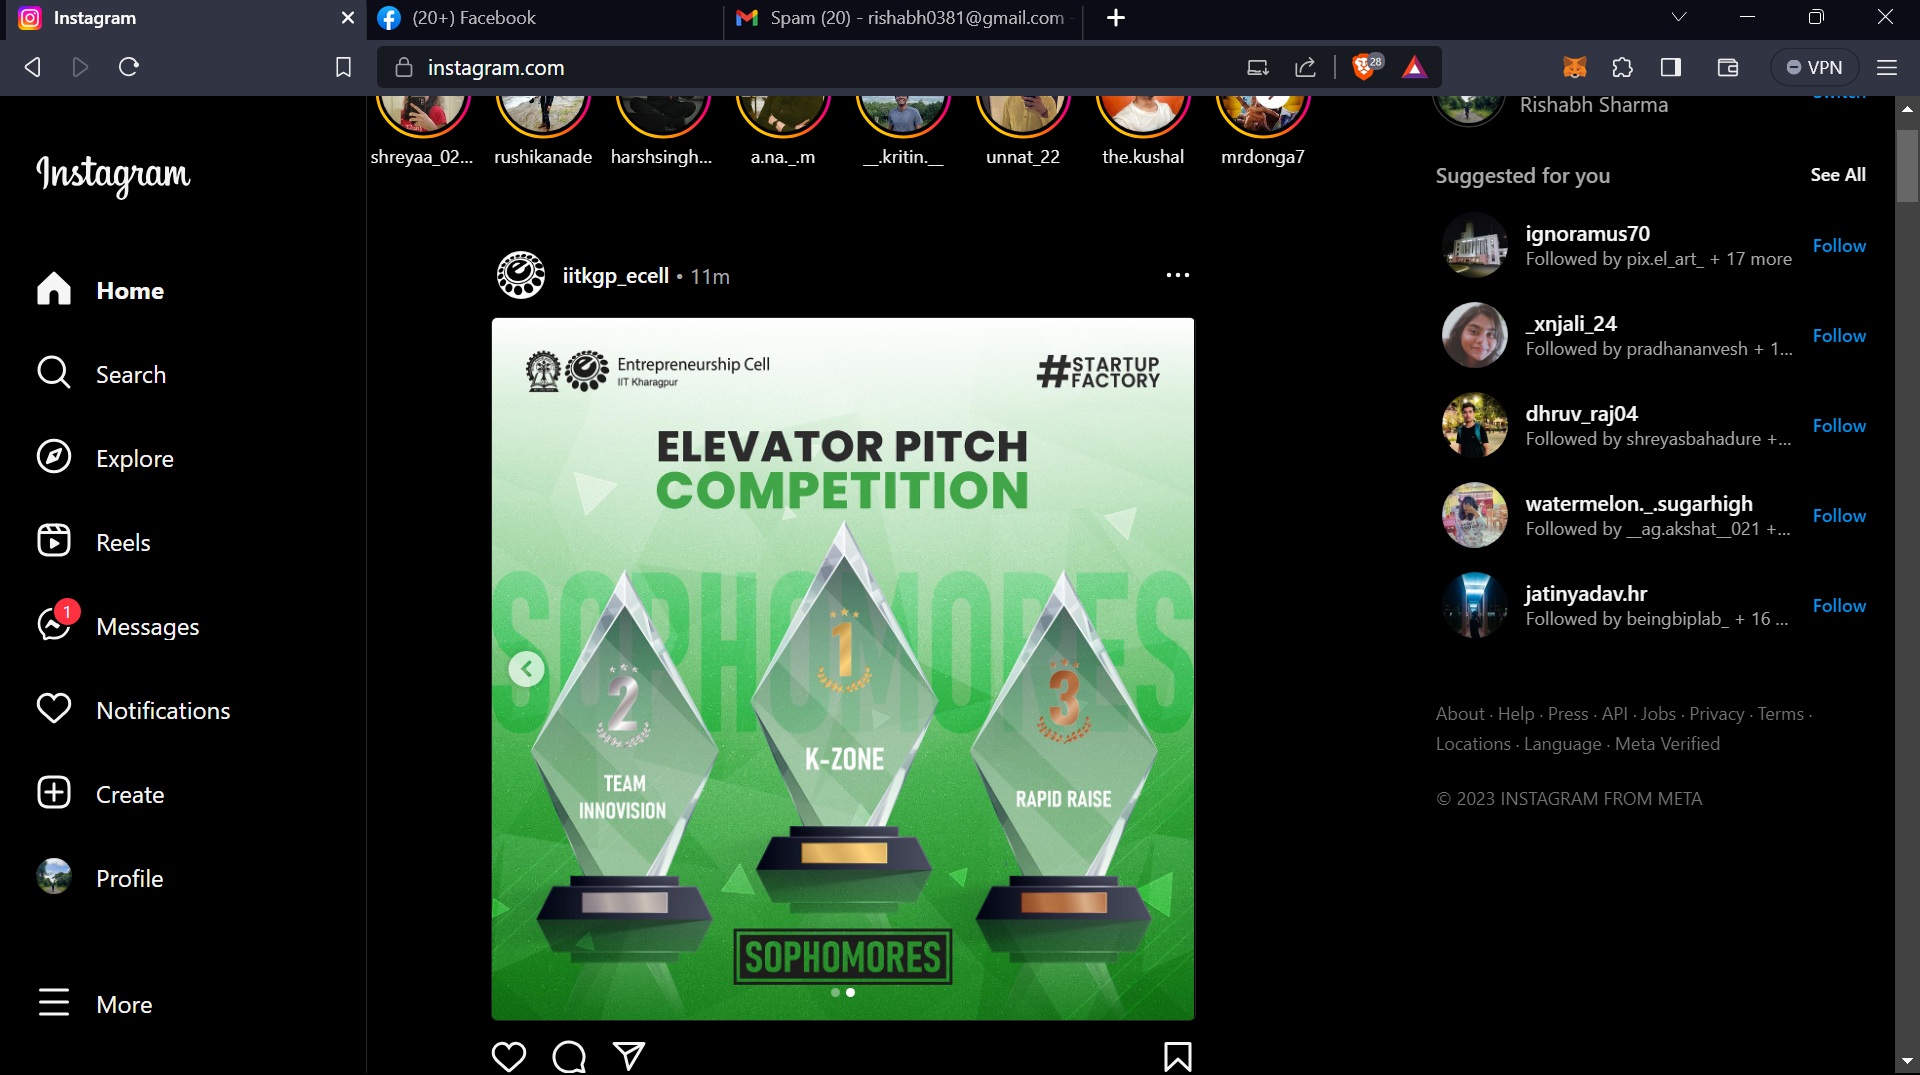 Instagram
(20+) Facebook
Spam (20) - rishabh0381@gmail.com
instagram.com
28
VPN
Instagram
Home
Search
Explore
Reels
1
Messages
Notifications
Create
Profile
More
shreyaa_02...
rushikanade
harshsingh...
a.na._.m
__.kritin.__
unnat_22
the.kushal
mrdonga7
iitkgp_ecell • 11m
Entrepreneurship Cell
IIT Kharagpur
#STARTUP
FACTORY
ELEVATOR PITCH
COMPETITION
SOPHOMORES
2
TEAM
INNOVISION
1
K-ZONE
3
RAPID RAISE
SOPHOMORES
Switch
Rishabh Sharma
Suggested for you
See All
ignoramus70
Followed by pix.el_art_ + 17 more
Follow
_xnjali_24
Followed by pradhananvesh + 1...
Follow
dhruv_raj04
Followed by shreyasbahadure +...
Follow
watermelon._.sugarhigh
Followed by __ag.akshat__021 +...
Follow
jatinyadav.hr
Followed by beingbiplab_ + 16 ...
Follow
About · Help · Press · API · Jobs · Privacy · Terms ·
Locations · Language · Meta Verified
© 2023 INSTAGRAM FROM META